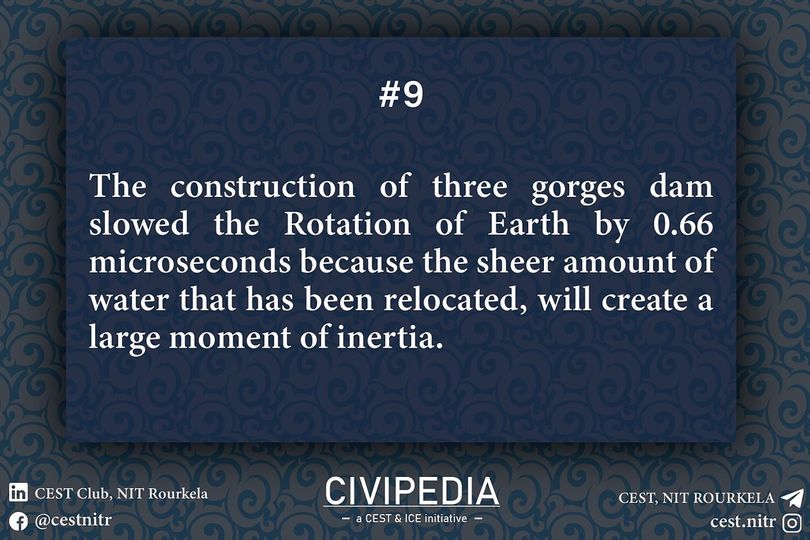 #9
The construction of three gorges dam
slowed the Rotation of Earth by 0.66
microseconds because the sheer amount of
water that has been relocated, will create a
large moment of inertia.
CEST Club, NIT Rourkela
@cestnitr
CIVIPEDIA
– a CEST & ICE initiative –
CEST, NIT ROURKELA
cest.nitr